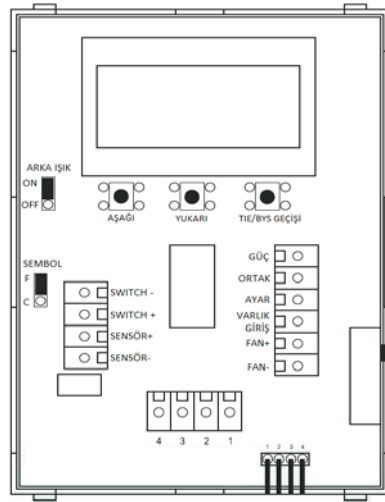 ARKA IŞIK
ON
OFF
AŞAĞI
YUKARI
TIE/BYS GEÇİŞİ
SEMBOL
F
C
SWITCH -
SWITCH +
SENSÖR+
SENSÖR-
GÜÇ
ORTAK
AYAR
VARLIK
GİRİŞ
FAN+
FAN-
4 3 2 1
1 2 3 4